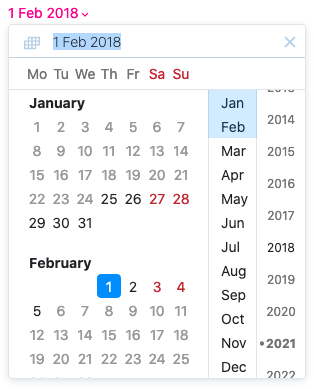 1 Feb 2018
1 Feb 2018
Mo Tu We Th Fr Sa Su
January
1 2 3 4 5 6 7
8 9 10 11 12 13 14
15 16 17 18 19 20 21
22 23 24 25 26 27 28
29 30 31
February
1 2 3 4
5 6 7 8 9 10 11
12 13 14 15 16 17 18
19 20 21 22 23 24 25
Jan
Feb
Mar
Apr
May
Jun
Jul
Aug
Sep
Oct
Nov
Dec
2013
2014
2015
2016
2017
2018
2019
2020
• 2021
2022